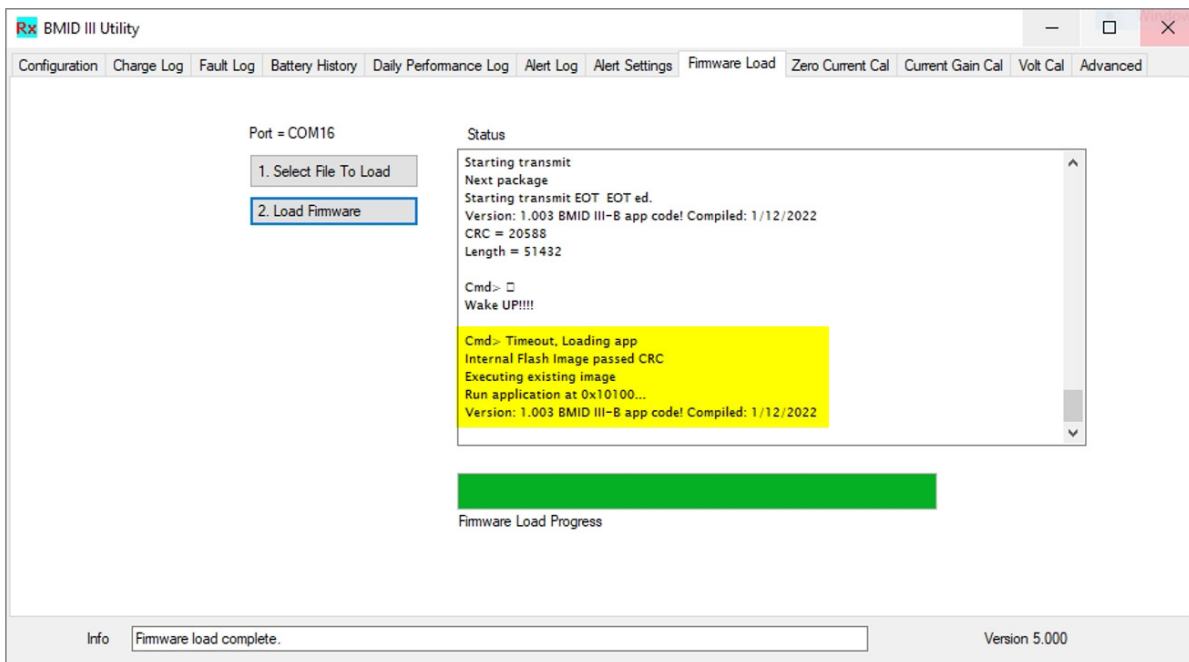 Rx BMID III Utility
Window
Configuration Charge Log Fault Log Battery History Daily Performance Log Alert Log Alert Settings Firmware Load Zero Current Cal Current Gain Cal Volt Cal Advanced
Port = COM16
Status
1. Select File To Load
2. Load Firmware
Starting transmit
Next package
Starting transmit EOT EOT ed.
Version: 1.003 BMID III-B app code! Compiled: 1/12/2022
CRC = 20588
Length = 51432
Cmd> □
Wake UP!!!!
Cmd> Timeout, Loading app
Internal Flash Image passed CRC
Executing existing image
Run application at 0x10100...
Version: 1.003 BMID III-B app code! Compiled: 1/12/2022
Firmware Load Progress
Info Firmware load complete. Version 5.000